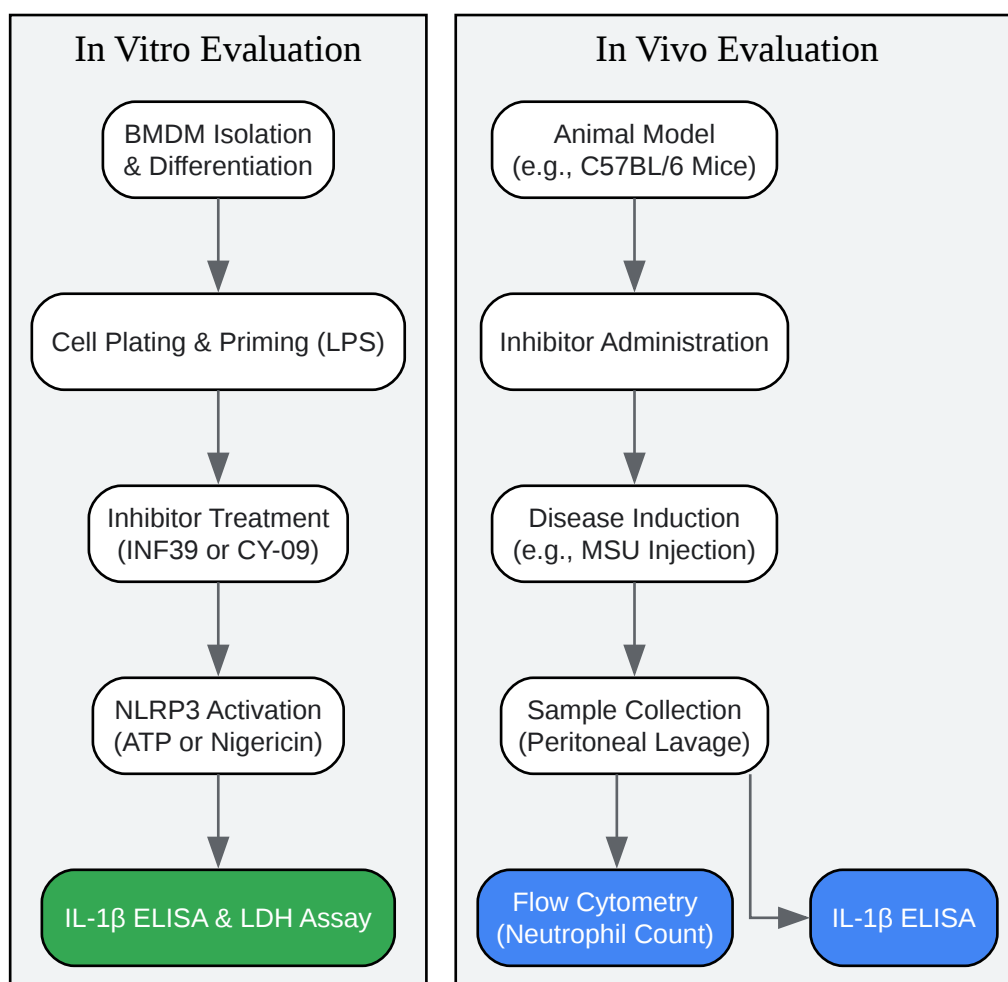 In Vitro Evaluation
BMDM Isolation
& Differentiation
Cell Plating & Priming (LPS)
Inhibitor Treatment
(INF39 or CY-09)
NLRP3 Activation
(ATP or Nigericin)
IL-1β ELISA & LDH Assay
In Vivo Evaluation
Animal Model
(e.g., C57BL/6 Mice)
Inhibitor Administration
Disease Induction
(e.g., MSU Injection)
Sample Collection
(Peritoneal Lavage)
Flow Cytometry
(Neutrophil Count)
IL-1β ELISA